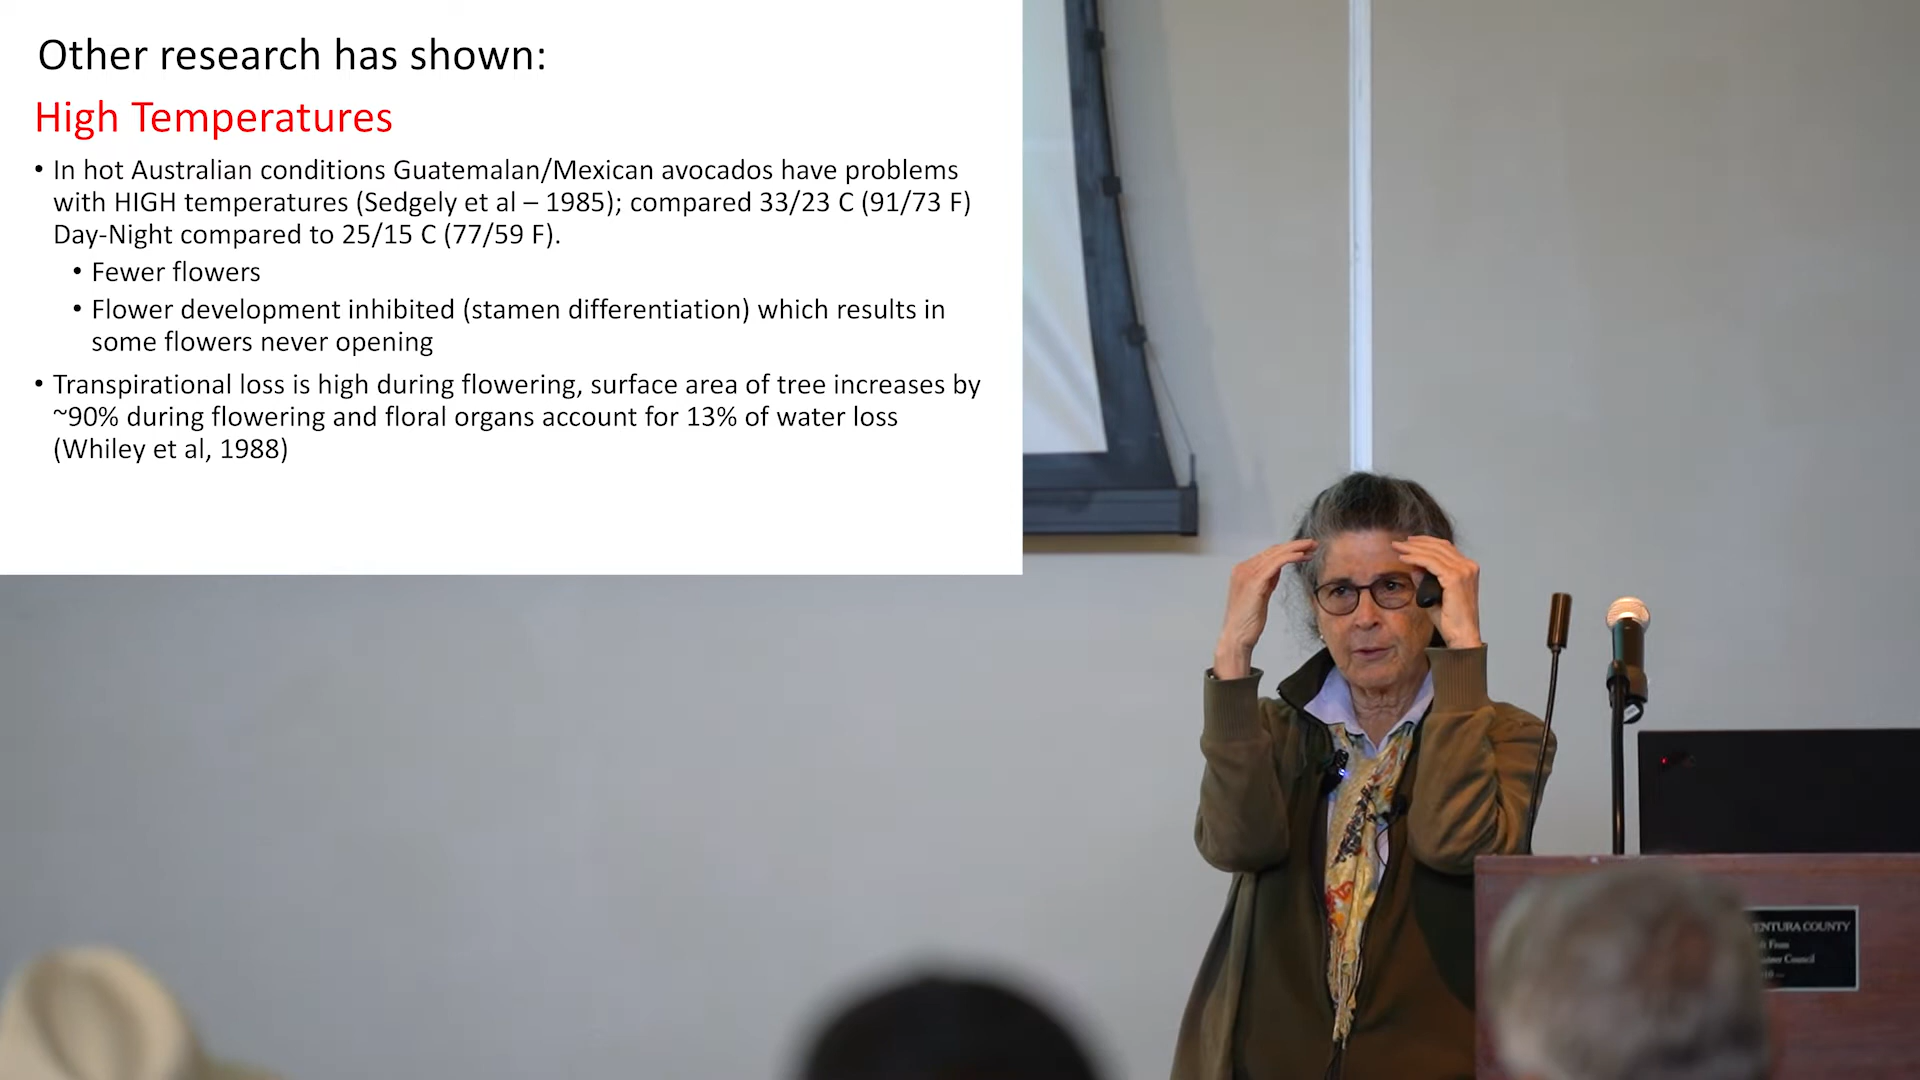 Other research has shown:
High Temperatures
• In hot Australian conditions Guatemalan/Mexican avocados have problems
with HIGH temperatures (Sedgely et al – 1985); compared 33/23 C (91/73 F)
Day-Night compared to 25/15 C (77/59 F).
• Fewer flowers
• Flower development inhibited (stamen differentiation) which results in
some flowers never opening
• Transpirational loss is high during flowering, surface area of tree increases by
~90% during flowering and floral organs account for 13% of water loss
(Whiley et al, 1988)
VENTURA COUNTY
Council